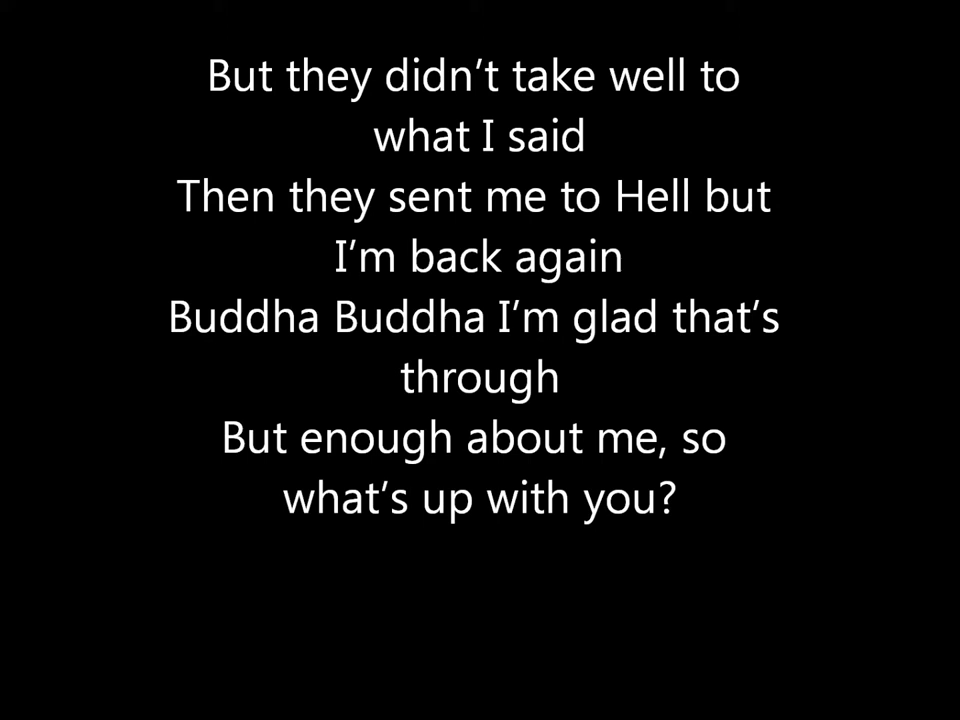 But they didn't take well to
what I said
Then they sent me to Hell but
I'm back again
Buddha Buddha I'm glad that's
through
But enough about me, so
what's up with you?